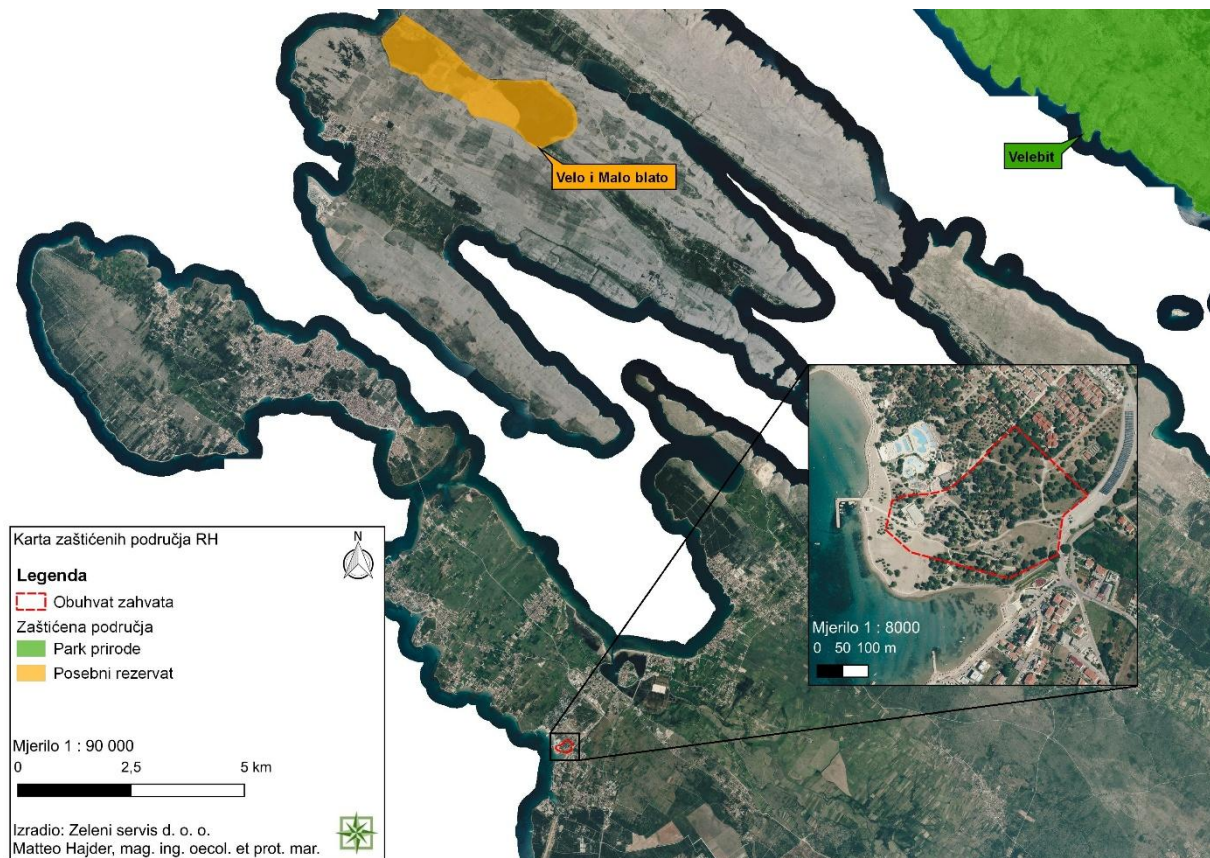 Velo i Malo blato
Velebit
Karta zaštićenih područja RH
N
Legenda
Obuhvat zahvata
Zaštićena područja
Park prirode
Posebni rezervat
Mjerilo 1 : 90 000
0 2,5 5 km
Izradio: Zeleni servis d. o. o.
Matteo Hajder, mag. ing. oecol. et prot. mar.
Mjerilo 1 : 8000
0 50 100 m